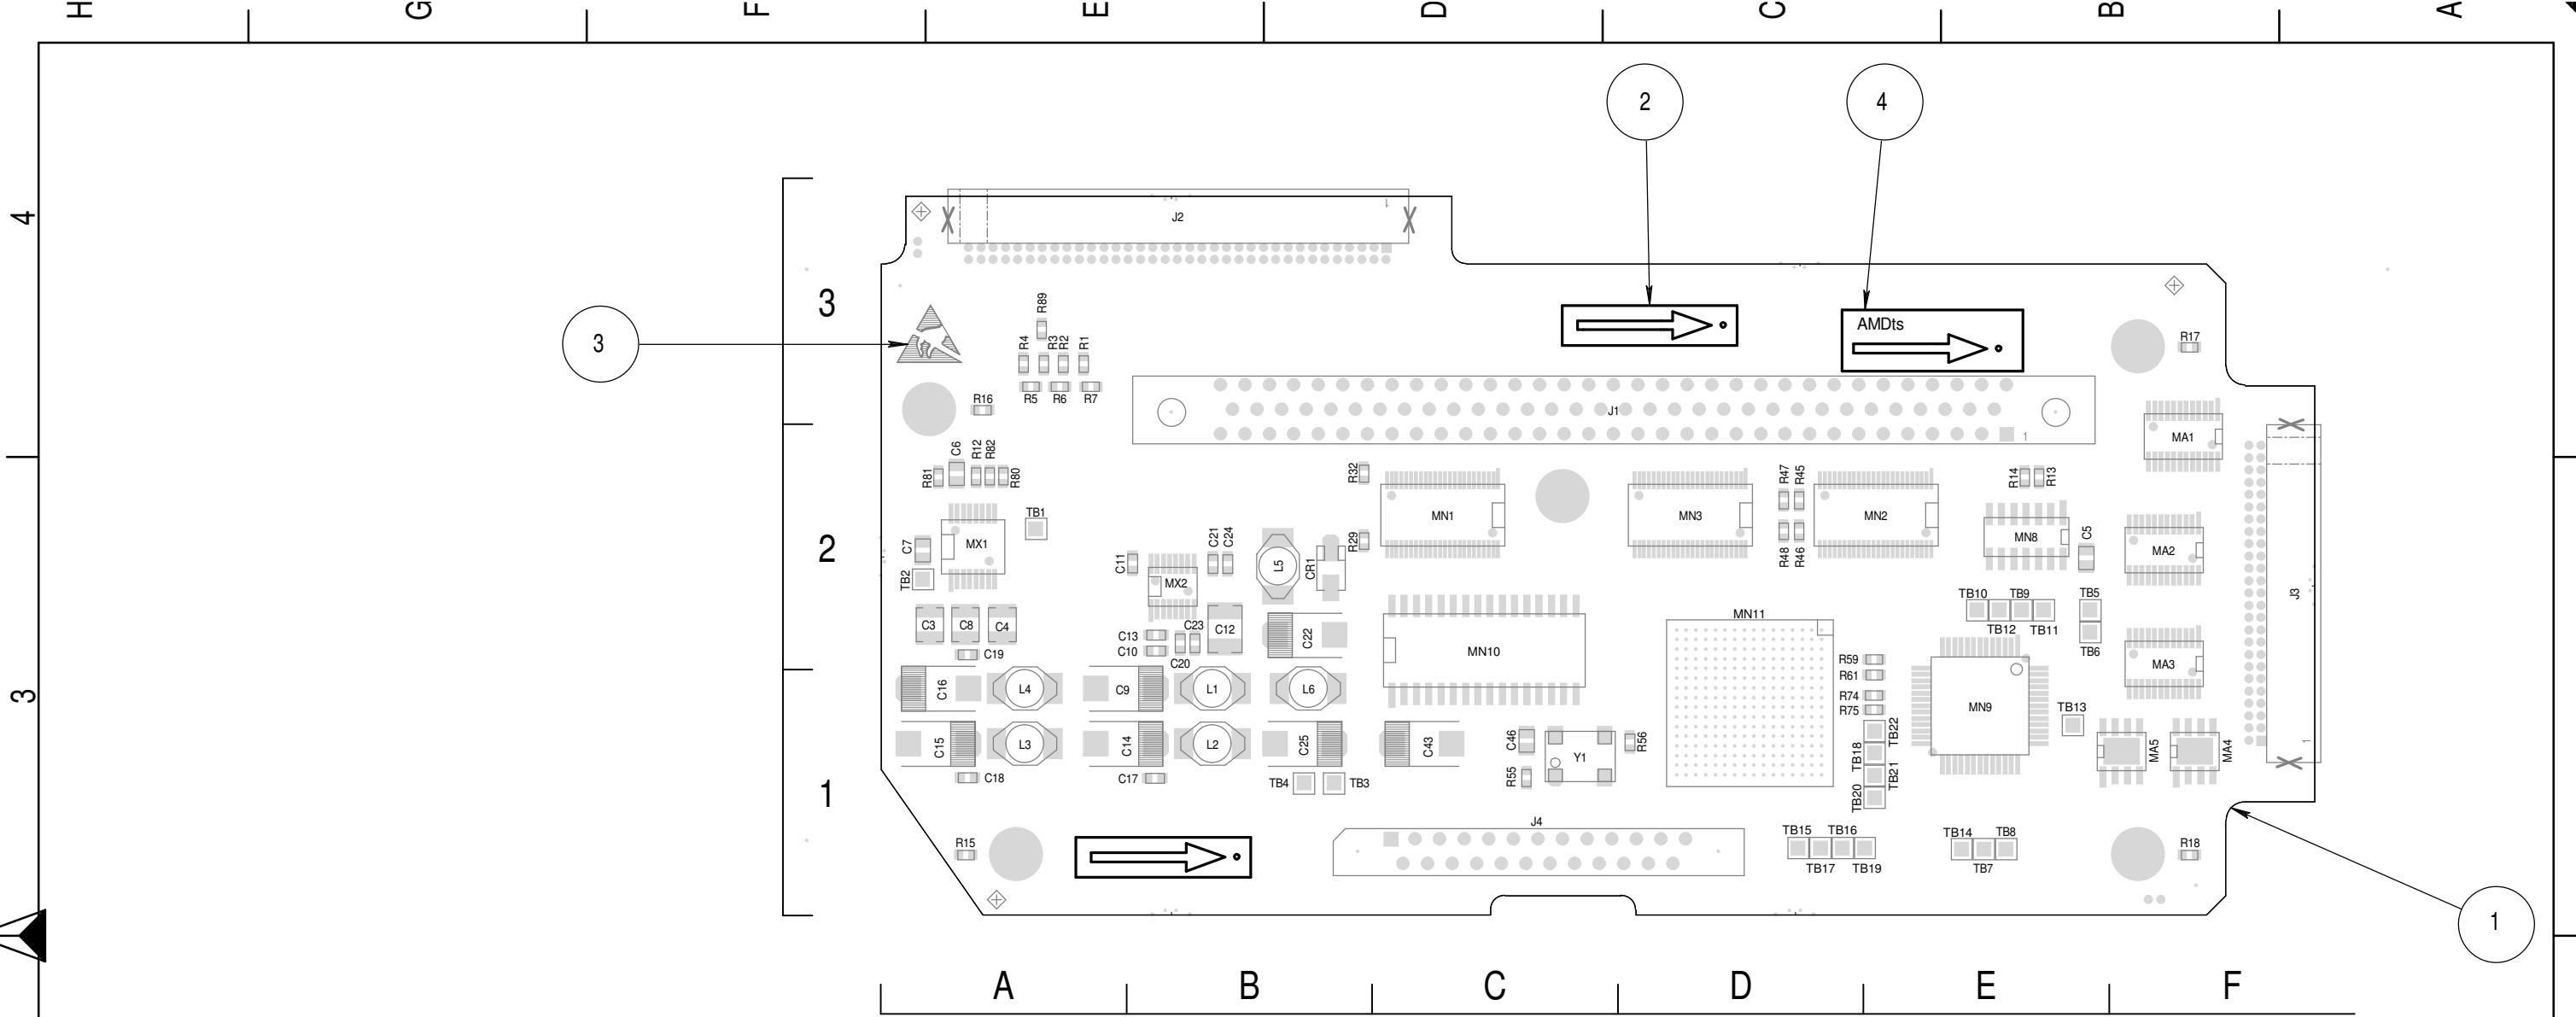 H G F E D C B A
2 4
4
J2 1
3
3
R89
R4 R3 R2 R1
R5 R6 R7
R16
AMDts
R17
J1
1
MA1
R81 C6 R12 R82 R80
R32
MN1
MN3
R47 R45
MN2
R14 R13
TB1
C7 MX1
TB2
2
C11
C21 C24
MX2
L5
CR1
R29
R48 R46
MN8
C5
MA2
J3
C3 C8 C4
C19
C13
C10
C23
C20
C12
C22
MN10
MN11
TB10 TB9
TB12 TB11
TB5
TB6
MA3
R59
R61
R74
R75
3
C16 L4 C9 L1 L6
C15 L3 C14 L2 C25 C43
C46
Y1
R56
R55
TB22
TB18
TB21
TB20
MN9
TB13
MA5 MA4
1
C18
C17
TB4 TB3
1
R15
J4
TB15 TB16
TB17 TB19
TB14 TB8
TB7
R18
1
A B C D E F